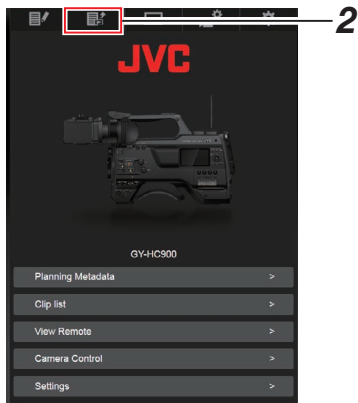 2
JVC
GY-HC900
Planning Metadata >
Clip list >
View Remote >
Camera Control >
Settings >